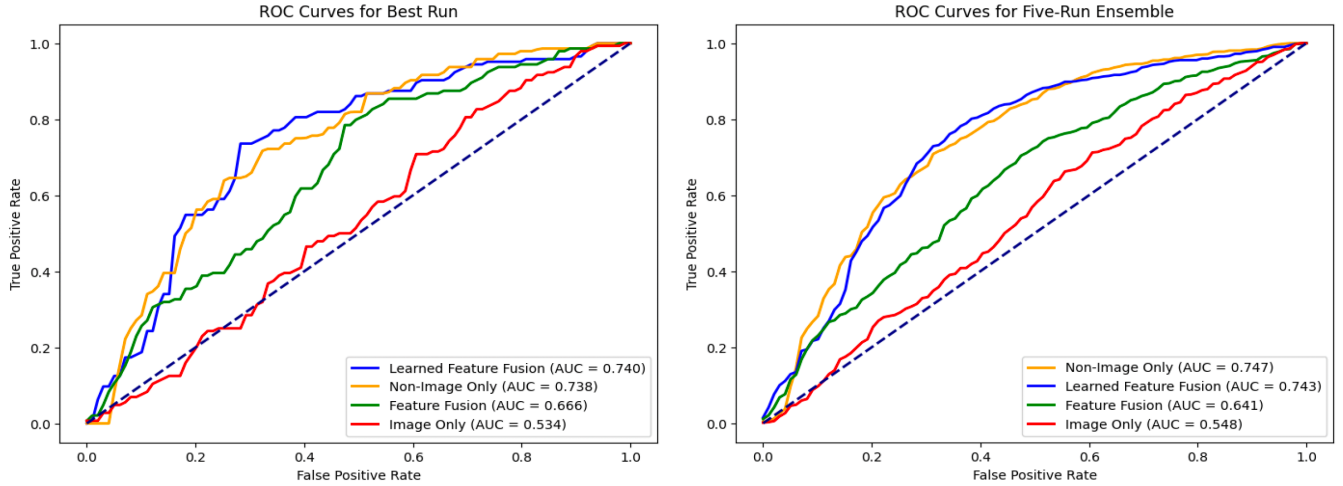 ROC Curves for Best Run
True Positive Rate
1.0
0.8
0.6
0.4
0.2
0.0
Learned Feature Fusion (AUC = 0.740)
Non-Image Only (AUC = 0.738)
Feature Fusion (AUC = 0.666)
Image Only (AUC = 0.534)
0.0 0.2 0.4 0.6 0.8 1.0
False Positive Rate
ROC Curves for Five-Run Ensemble
True Positive Rate
1.0
0.8
0.6
0.4
0.2
0.0
Non-Image Only (AUC = 0.747)
Learned Feature Fusion (AUC = 0.743)
Feature Fusion (AUC = 0.641)
Image Only (AUC = 0.548)
0.0 0.2 0.4 0.6 0.8 1.0
False Positive Rate